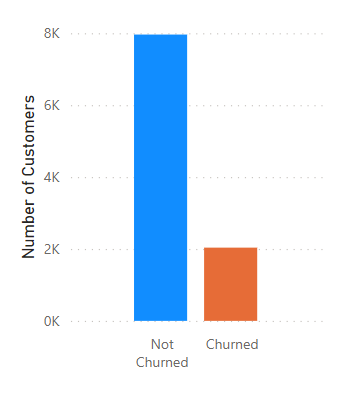 Number of Customers
8K
6K
4K
2K
0K
Not
Churned
Churned